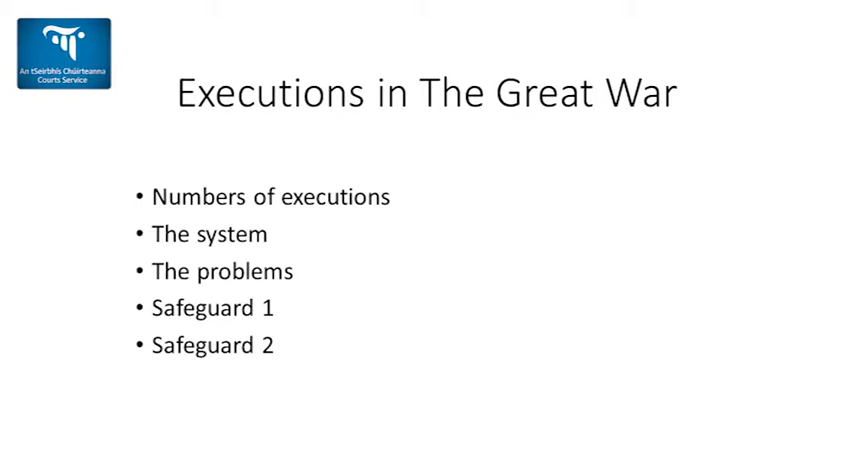 An tSeirbhís Chúirteanna
Courts Service
Executions in The Great War
• Numbers of executions
• The system
• The problems
• Safeguard 1
• Safeguard 2